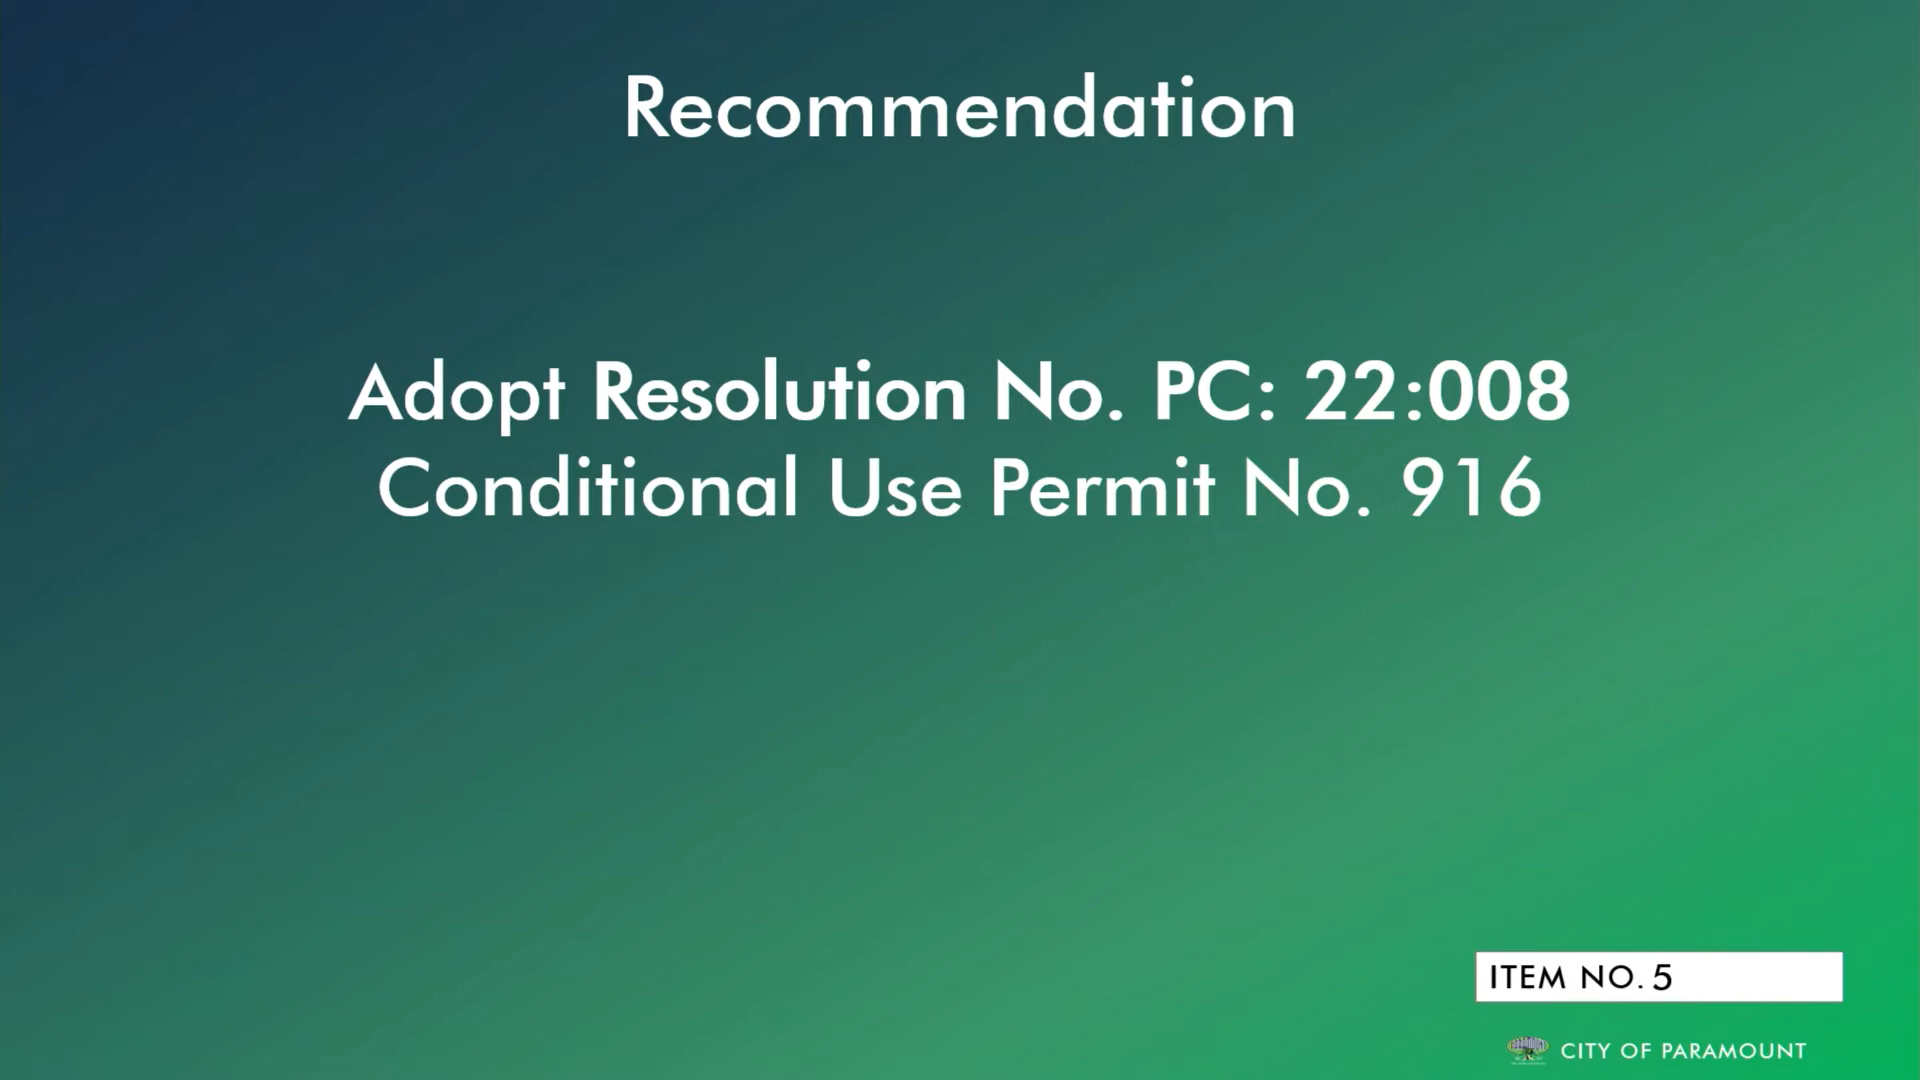 Recommendation
Adopt Resolution No. PC: 22:008
Conditional Use Permit No. 916
ITEM NO. 5
CITY OF PARAMOUNT